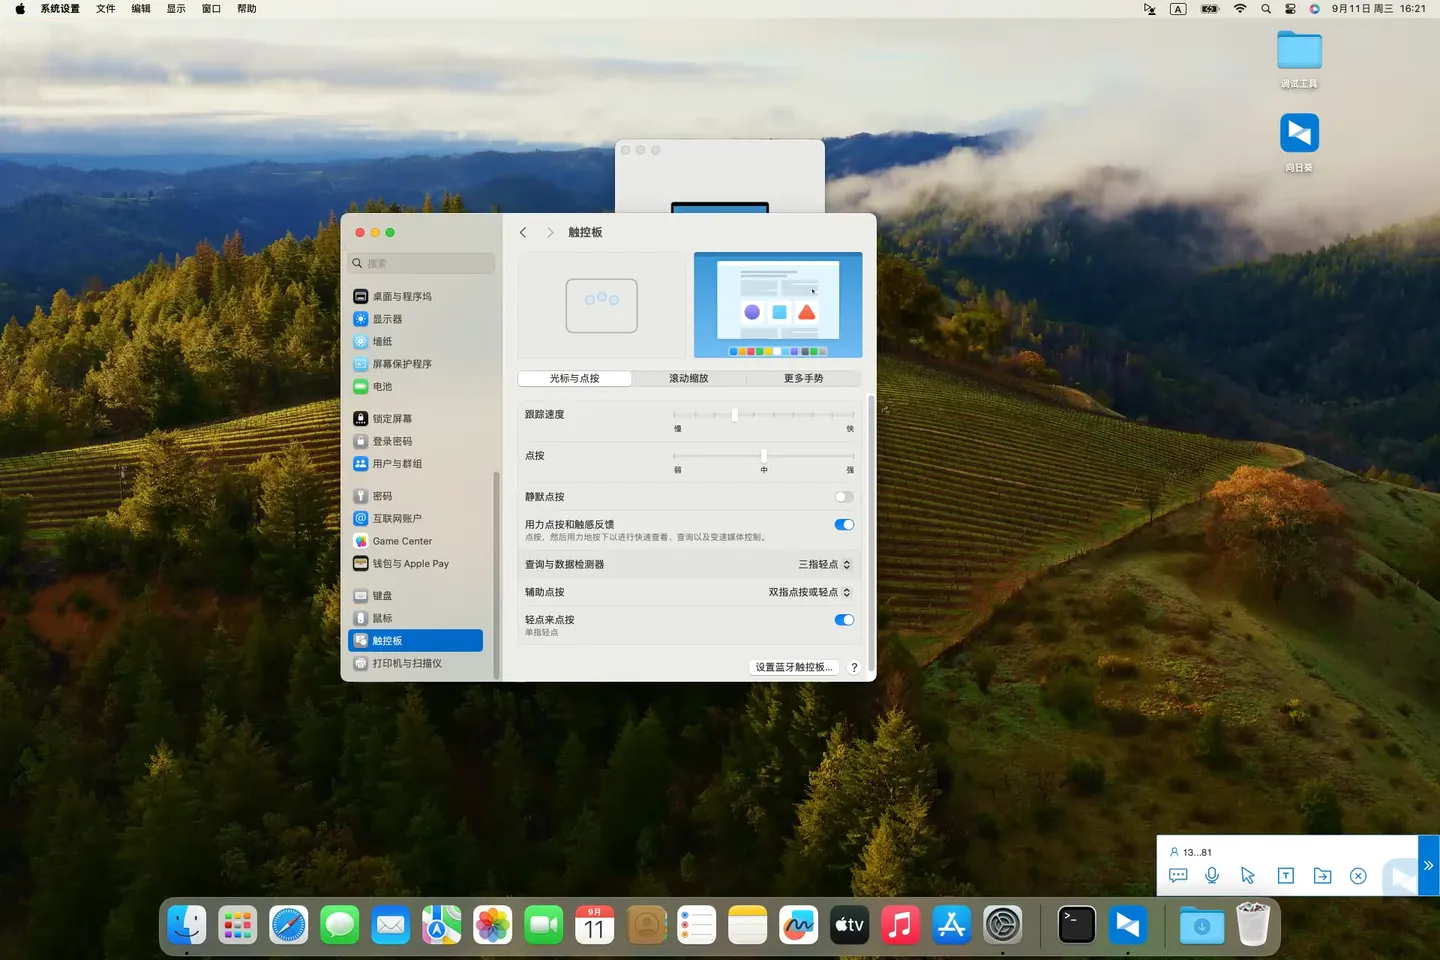 系统设置 文件 编辑 显示 窗口 帮助
A
9月11日 周三 16:21
调试工具
向日葵
触控板
搜索
桌面与程序坞
显示器
墙纸
屏幕保护程序
电池
锁定屏幕
登录密码
用户与群组
密码
互联网账户
Game Center
钱包与 Apple Pay
键盘
鼠标
触控板
打印机与扫描仪
光标与点按 滚动缩放 更多手势
跟踪速度
慢 快
点按
弱 中 强
静默点按
用力点按和触感反馈
点按，然后用力地按下以进行快速查看、查询以及变速媒体控制。
查询与数据检测器 三指轻点
辅助点按 双指点按或轻点
轻点来点按
单指轻点
设置蓝牙触控板... ?
13...81
T
9月
11
tv